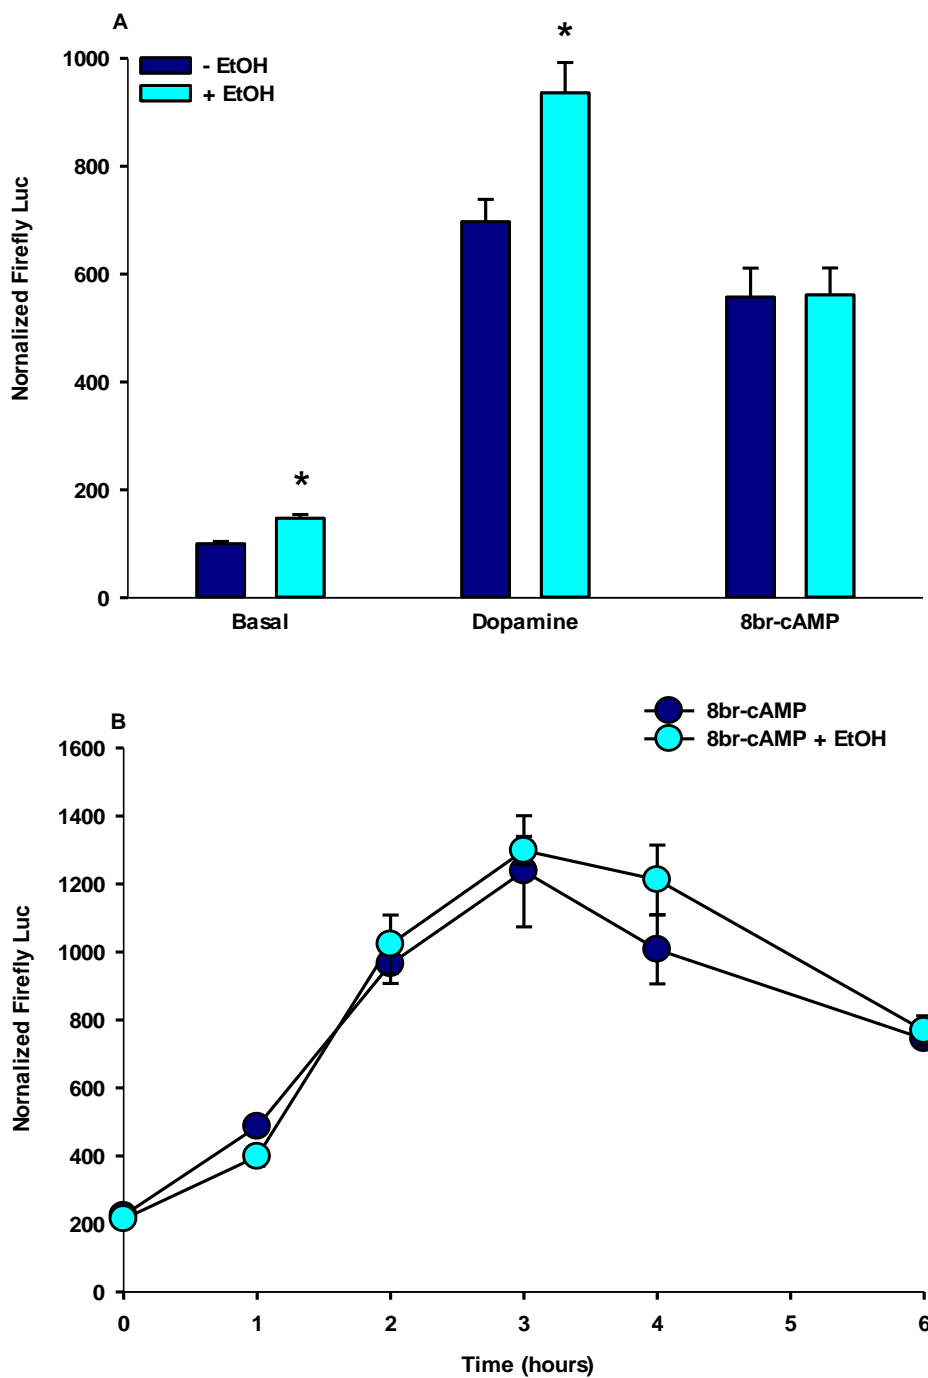 A
*
1000
- EtOH
+ EtOH
800
600
400
200
0
*
Nornalized Firefly Luc
Basal
Dopamine
8br-cAMP
B
8br-cAMP
8br-cAMP + EtOH
1600
1400
1200
1000
800
600
400
200
0
Nornalized Firefly Luc
0
1
2
3
4
5
6
Time (hours)